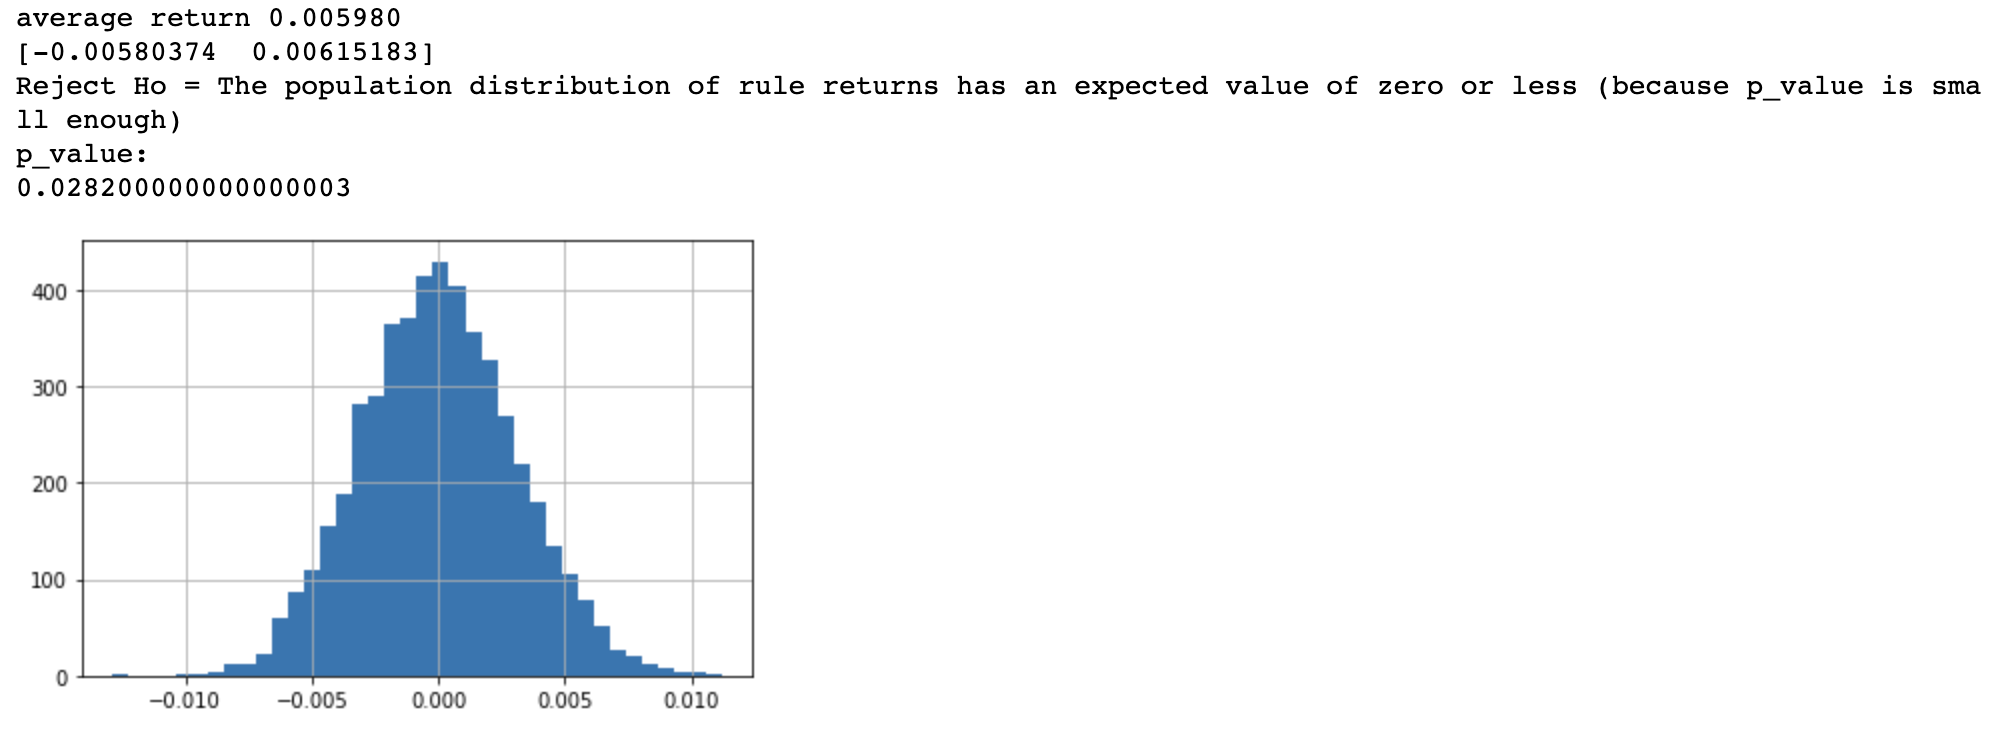 average return 0.005980
[-0.00580374  0.00615183]
Reject Ho = The population distribution of rule returns has an expected value of zero or less (because p_value is sma
ll enough)
p_value:
0.028200000000000003
400
300
200
100
0
−0.010 −0.005 0.000 0.005 0.010